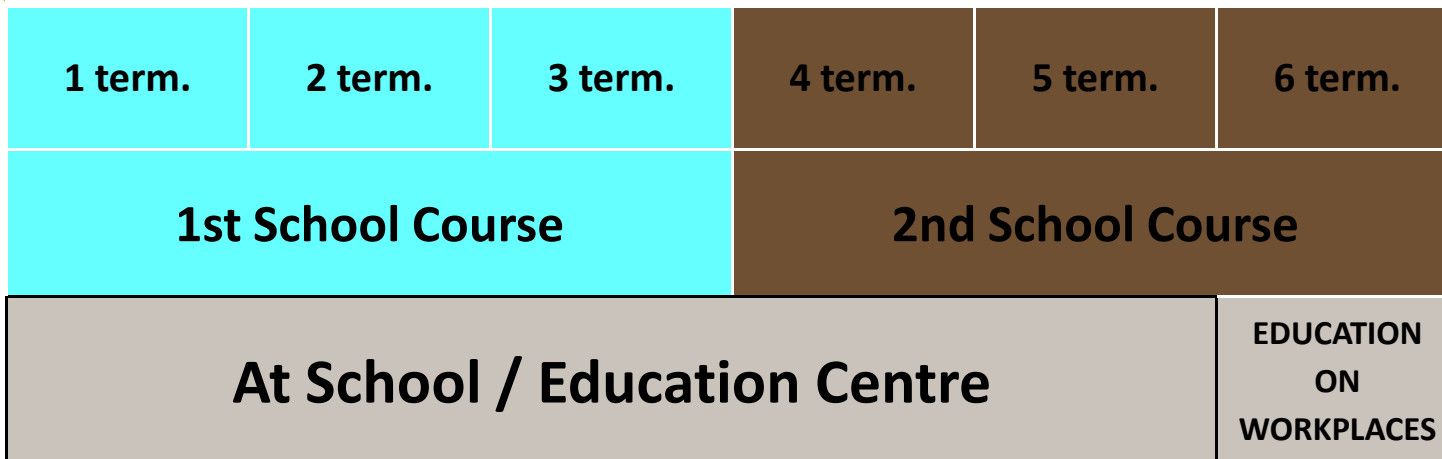 1 term. 2 term. 3 term. 4 term. 5 term. 6 term.
1st School Course 2nd School Course
At School / Education Centre
EDUCATION
ON
WORKPLACES